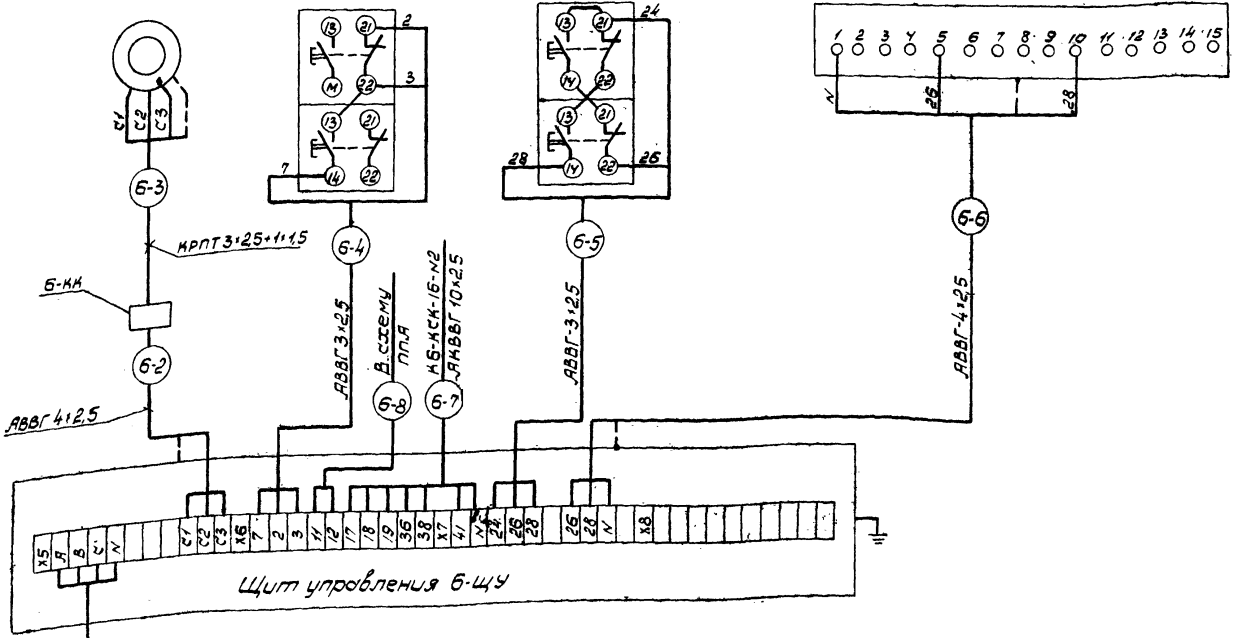 13 21 2
М 22 3
13 21
7 14 22
13 21 24
14 22
13 21
28 14 22 26
1 2 3 4 5 6 7 8 9 10 11 12 13 14 15
N 26 28
С1 С2 С3
6-3
КРПТ 3×2,5+1×1,5
6-КК
6-2
АВВГ 4×2,5
6-4
АВВГ 3×2,5
В схему
ППА
6-8
К6-КСК-16-N2
АКВВГ 10×2,5
6-7
6-5
АВВГ-3×2,5
6-6
АВВГ-4×2,5
Х5 А В С N С1 С2 С3 Х6 7 2 3 11 12 17 18 19 36 38 Х7 41 N 24 26 28 26 28 N Х8
Щит управления 6-ЩУ